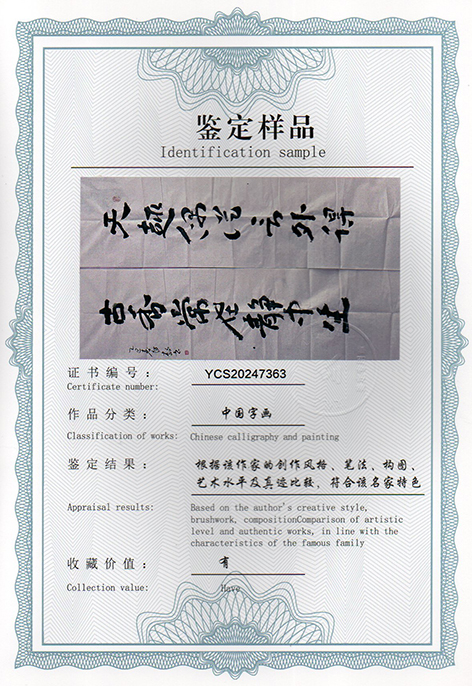 鉴定样品
Identification sample
天趣偶从言外得
古香常在静中生
证书编号：
YCS20247363
Certificate number:
作品分类：
中国字画
Classification of works:
Chinese calligraphy and painting
鉴定结果：
根据该作家的创作风格、笔法、构图、
艺术水平及真迹比较，符合该名家特色
Appraisal results:
Based on the author's creative style,
brushwork, compositionComparison of artistic
level and authentic works, in line with the
characteristics of the famous family
收藏价值：
有
Collection value:
Have